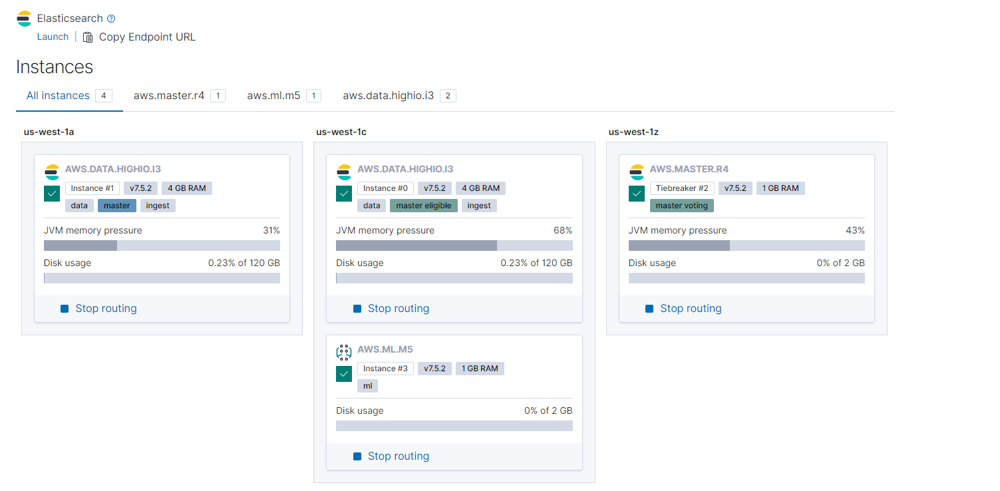 Elasticsearch
Launch | Copy Endpoint URL
Instances
All instances 4 aws.master.r4 1 aws.ml.m5 1 aws.data.highio.i3 2
us-west-1a
AWS.DATA.HIGHIO.I3
Instance #1 v7.5.2 4 GB RAM
data master ingest
JVM memory pressure 31%
Disk usage 0.23% of 120 GB
Stop routing
us-west-1c
AWS.DATA.HIGHIO.I3
Instance #0 v7.5.2 4 GB RAM
data master eligible ingest
JVM memory pressure 68%
Disk usage 0.23% of 120 GB
Stop routing
AWS.ML.M5
Instance #3 v7.5.2 1 GB RAM
ml
Disk usage 0% of 2 GB
Stop routing
us-west-1z
AWS.MASTER.R4
Tiebreaker #2 v7.5.2 1 GB RAM
master voting
JVM memory pressure 43%
Disk usage 0% of 2 GB
Stop routing